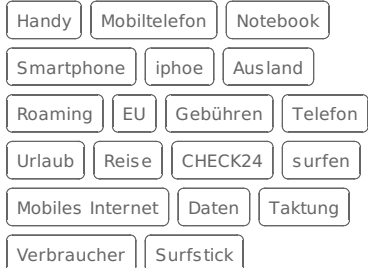 Handy Mobiltelefon Notebook
Smartphone iphoe Ausland
Roaming EU Gebühren Telefon
Urlaub Reise CHECK24 surfen
Mobiles Internet Daten Taktung
Verbraucher Surfstick